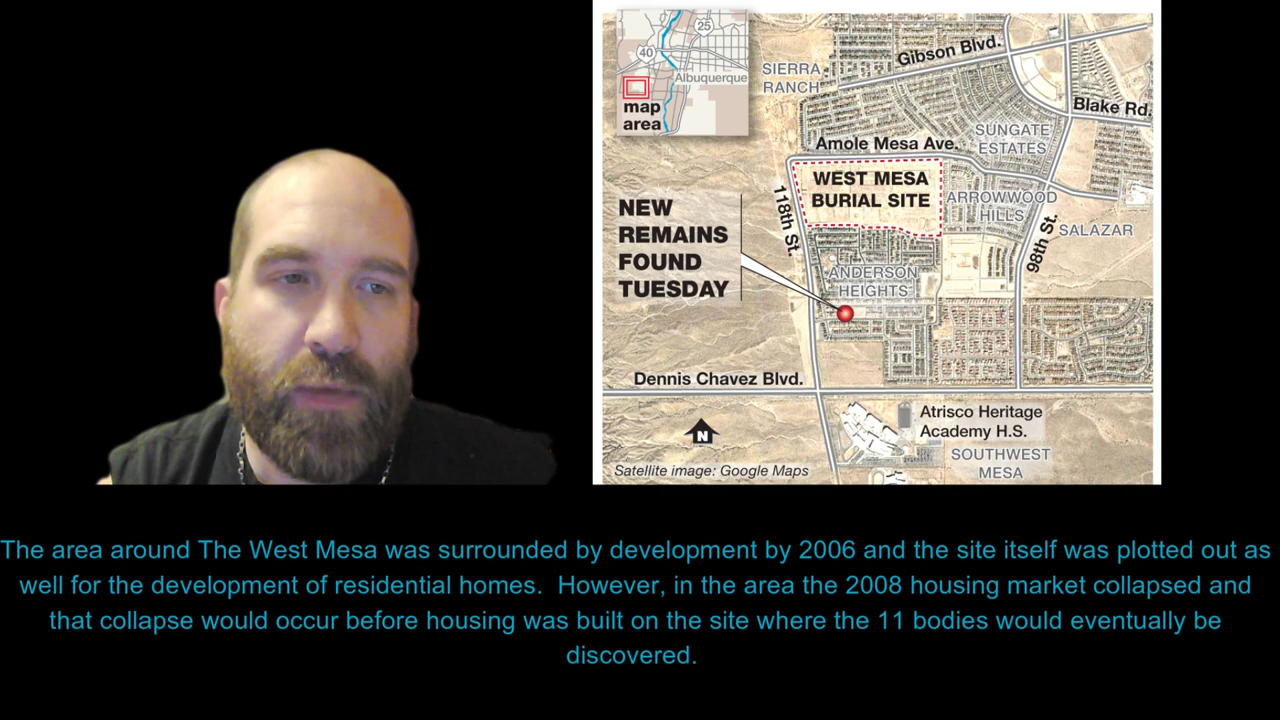 25
40
Albuquerque
map
area
SIERRA
RANCH
Gibson Blvd.
Blake Rd.
SUNGATE
ESTATES
Amole Mesa Ave.
WEST MESA
BURIAL SITE
118th St.
ARROWWOOD
HILLS
98th St.
SALAZAR
NEW
REMAINS
FOUND
TUESDAY
ANDERSON
HEIGHTS
Dennis Chavez Blvd.
Atrisco Heritage
Academy H.S.
N
SOUTHWEST
MESA
Satellite image: Google Maps
The area around The West Mesa was surrounded by development by 2006 and the site itself was plotted out as
well for the development of residential homes.  However, in the area the 2008 housing market collapsed and
that collapse would occur before housing was built on the site where the 11 bodies would eventually be
discovered.